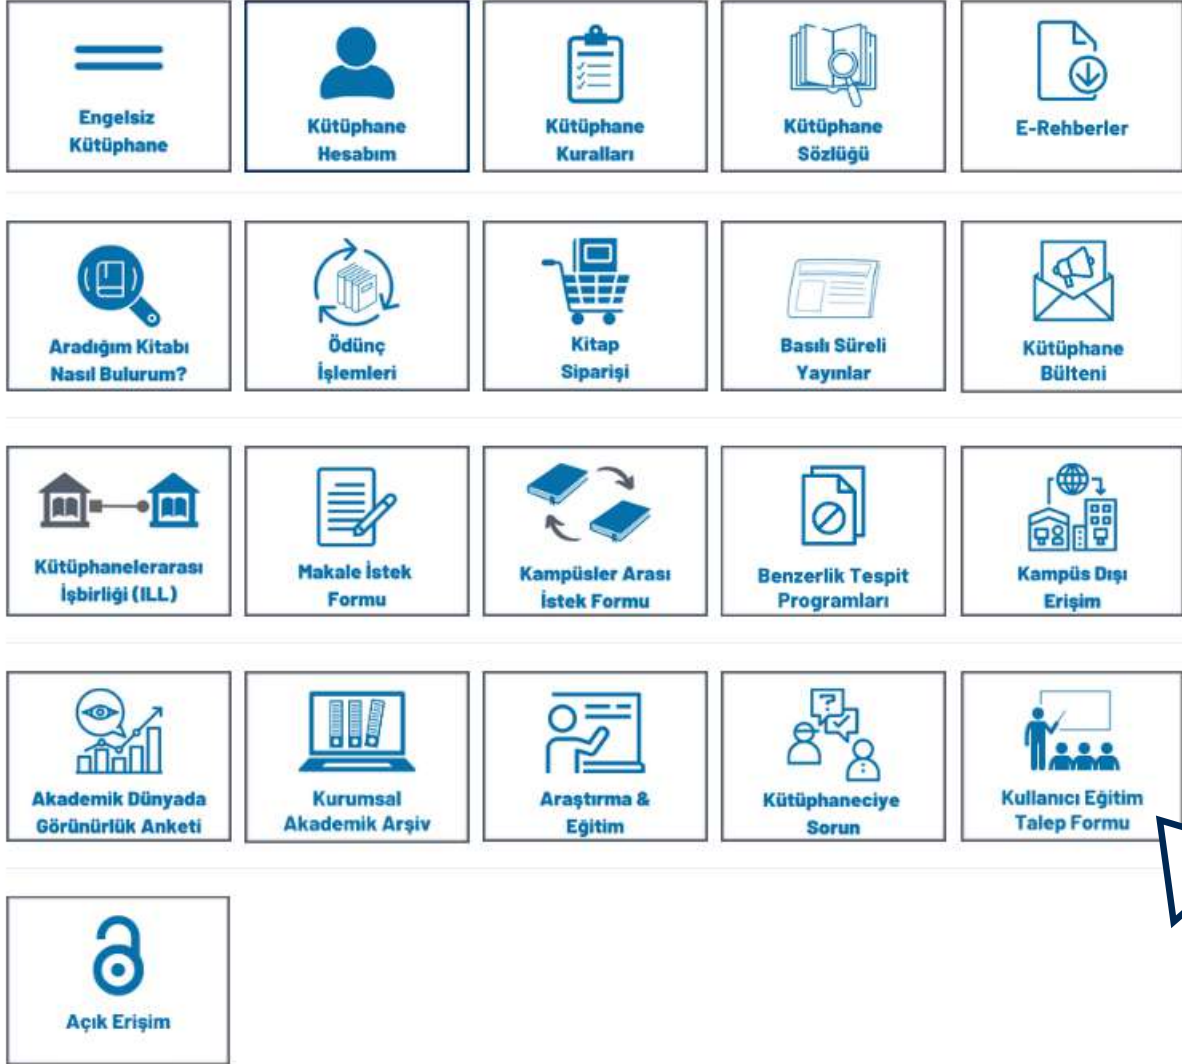 Engelsiz
Kütüphane
Kütüphane
Hesabım
Kütüphane
Kuralları
Kütüphane
Sözlüğü
E-Rehberler
Aradığım Kitabı
Nasıl Bulurum?
Ödünç
İşlemleri
Kitap
Siparişi
Basılı Süreli
Yayınlar
Kütüphane
Bülteni
Kütüphanelerarası
İşbirliği (ILL)
Makale İstek
Formu
Kampüsler Arası
İstek Formu
Benzerlik Tespit
Programları
Kampüs Dışı
Erişim
Akademik Dünyada
Görünürlük Anketi
Kurumsal
Akademik Arşiv
Araştırma &
Eğitim
?
Kütüphaneciye
Sorun
Kullanıcı Eğitim
Talep Formu
Açık Erişim